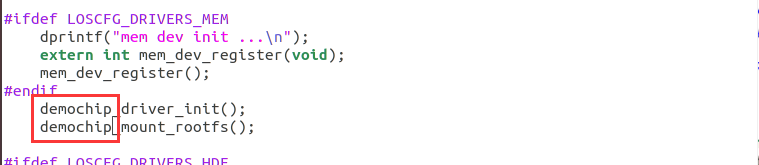 #ifdef LOSCFG_DRIVERS_MEM
dprintf("mem dev init ...\n");
extern int mem_dev_register(void);
mem_dev_register();
#endif
demochip_driver_init();
demochip_mount_rootfs();
#ifdef LOSCFG_DRIVERS_HDF